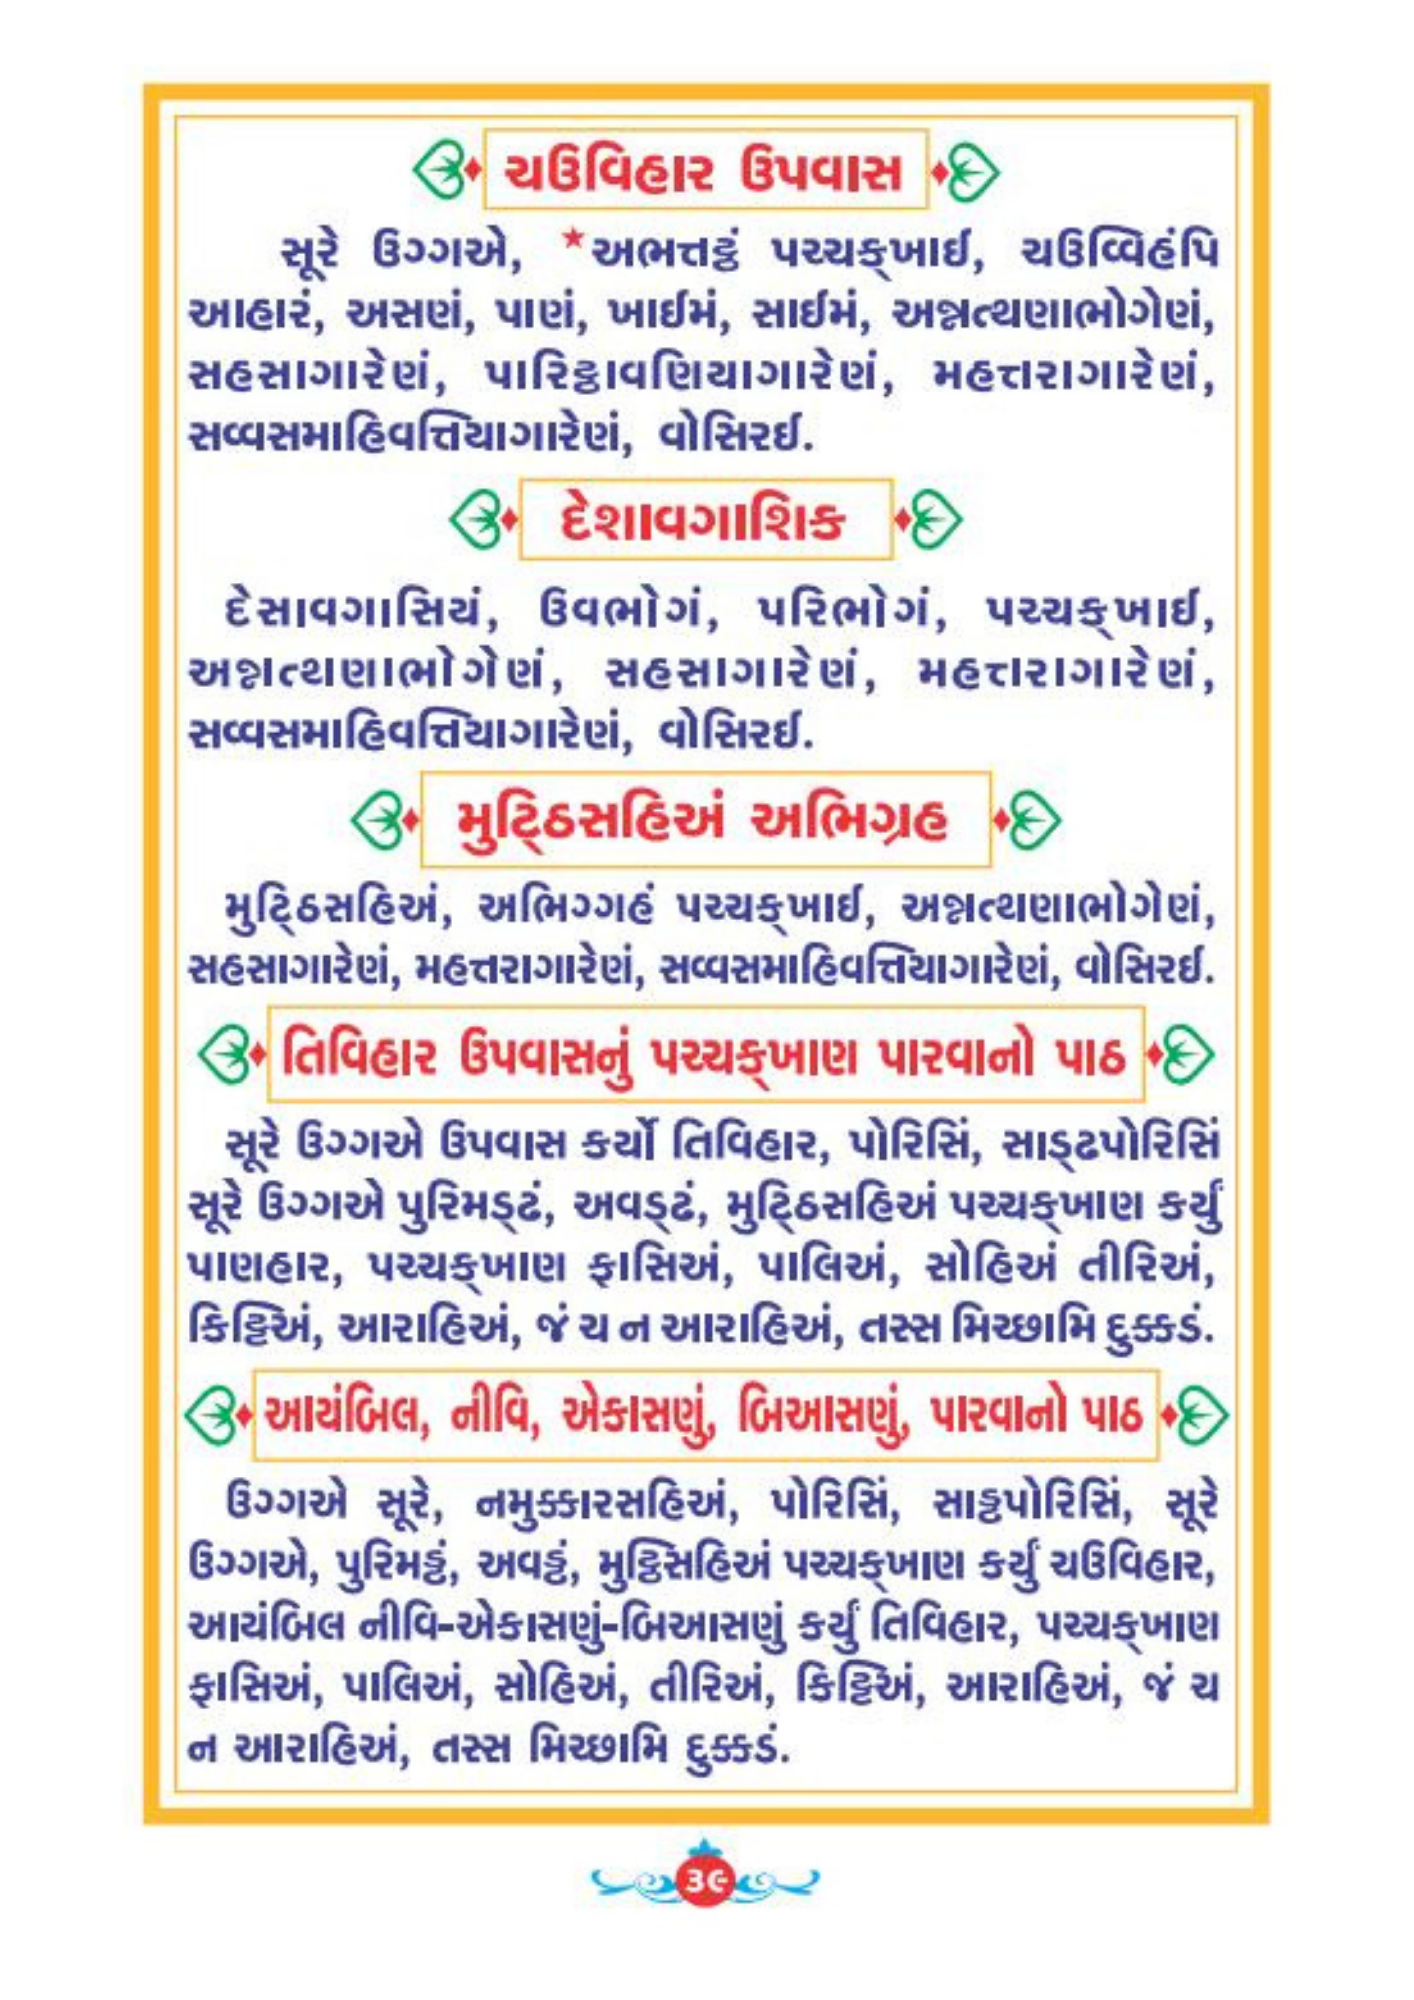 ચઉવિહાર ઉપવાસ
સૂરે ઉગ્ગએ, *અભત્તટ્ઠં પચ્ચક્ખાઈ, ચઉવ્વિહંપિ
આહારં, અસણં, પાણં, ખાઈમં, સાઈમં, અન્નત્થણાભોગેણં,
સહસાગારેણં, પારિટ્ઠાવણિયાગારેણં, મહત્તરાગારેણં,
સવ્વસમાહિવત્તિયાગારેણં, વોસિરઈ.
દેશાવગાશિક
દેસાવગાસિયં, ઉવભોગં, પરિભોગં, પચ્ચક્ખાઈ,
અન્નત્થણાભોગેણં, સહસાગારેણં, મહત્તરાગારેણં,
સવ્વસમાહિવત્તિયાગારેણં, વોસિરઈ.
મુટ્ઠિસહિઅં અભિગ્રહ
મુટ્ઠિસહિઅં, અભિગ્ગહં પચ્ચક્ખાઈ, અન્નત્થણાભોગેણં,
સહસાગારેણં, મહત્તરાગારેણં, સવ્વસમાહિવત્તિયાગારેણં, વોસિરઈ.
તિવિહાર ઉપવાસનું પચ્ચક્ખાણ પારવાનો પાઠ
સૂરે ઉગ્ગએ ઉપવાસ કર્યો તિવિહાર, પોરિસિં, સાડ્ઢપોરિસિં
સૂરે ઉગ્ગએ પુરિમડ્ઢં, અવડ્ઢં, મુટ્ઠિસહિઅં પચ્ચક્ખાણ કર્યું
પાણહાર, પચ્ચક્ખાણ ફાસિઅં, પાલિઅં, સોહિઅં તીરિઅં,
કિટ્ટિઅં, આરાહિઅં, જં ચ ન આરાહિઅં, તસ્સ મિચ્છામિ દુક્કડં.
આયંબિલ, નીવિ, એકાસણું, બિઆસણું, પારવાનો પાઠ
ઉગ્ગએ સૂરે, નમુક્કારસહિઅં, પોરિસિં, સાટ્ઠપોરિસિં, સૂરે
ઉગ્ગએ, પુરિમટ્ઠં, અવટ્ઠં, મુટ્ઠિસહિઅં પચ્ચક્ખાણ કર્યું ચઉવિહાર,
આયંબિલ નીવિ-એકાસણું-બિઆસણું કર્યું તિવિહાર, પચ્ચક્ખાણ
ફાસિઅં, પાલિઅં, સોહિઅં, તીરિઅં, કિટ્ટિઅં, આરાહિઅં, જં ચ
ન આરાહિઅં, તસ્સ મિચ્છામિ દુક્કડં.
૩૯